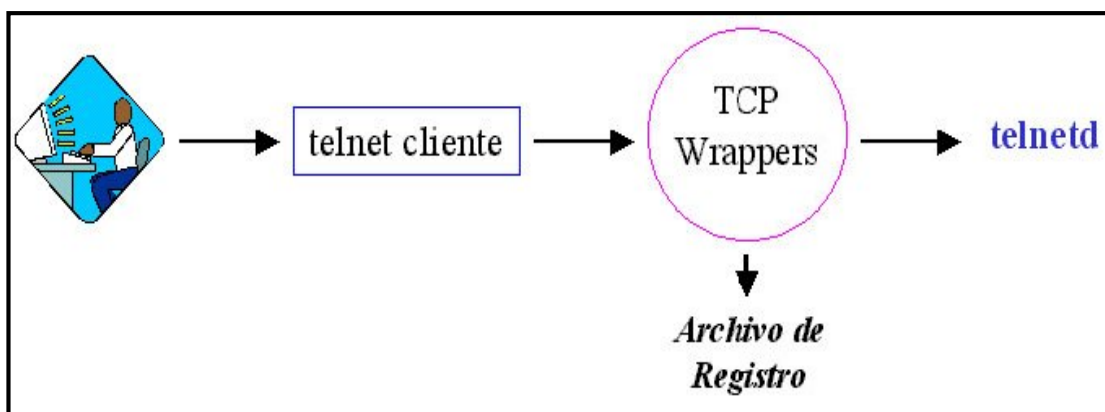 telnet cliente
TCP
Wrappers
telnetd
Archivo de
Registro